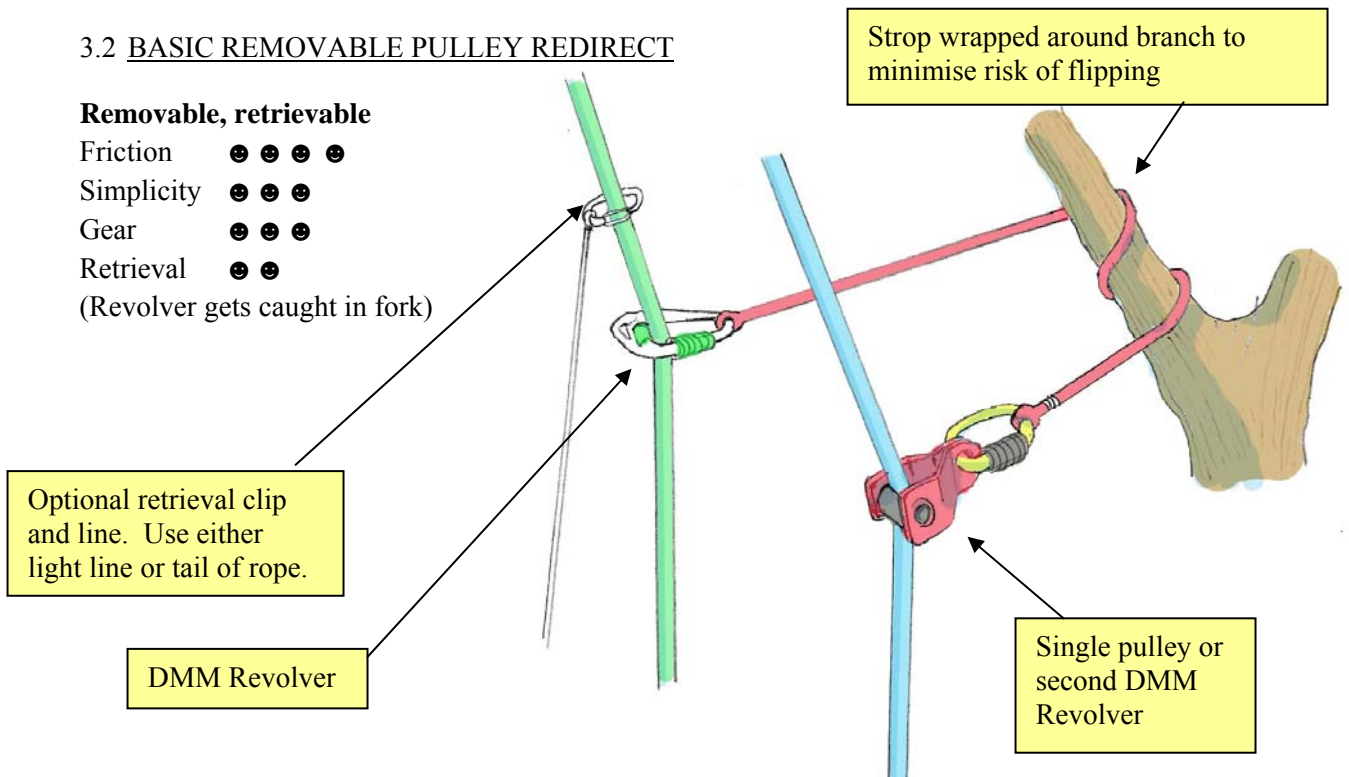 3.2 BASIC REMOVABLE PULLEY REDIRECT
Removable, retrievable
Friction ☻ ☻ ☻ ☻
Simplicity ☻ ☻ ☻
Gear ☻ ☻ ☻
Retrieval ☻ ☻
(Revolver gets caught in fork)
Strop wrapped around branch to
minimise risk of flipping
Optional retrieval clip
and line. Use either
light line or tail of rope.
DMM Revolver
Single pulley or
second DMM
Revolver